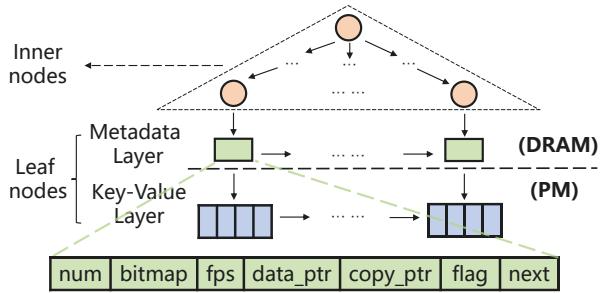 Inner
nodes
... ... ...
... ...
Leaf
nodes
Metadata
Layer
... ...
(DRAM)
(PM)
Key-Value
Layer
... ...
num bitmap fps data_ptr copy_ptr flag next